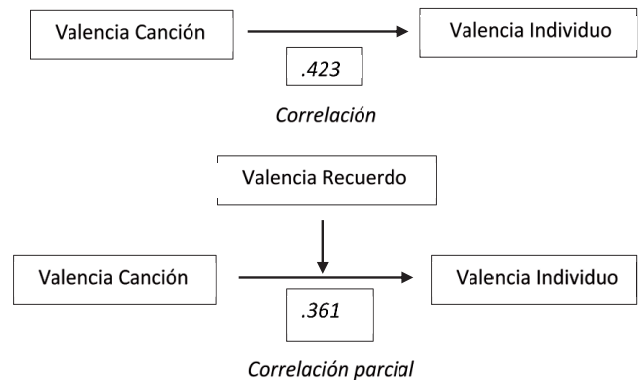 Valencia Canción
Valencia Individuo
.423
Correlación
Valencia Recuerdo
Valencia Canción
Valencia Individuo
.361
Correlación parcial